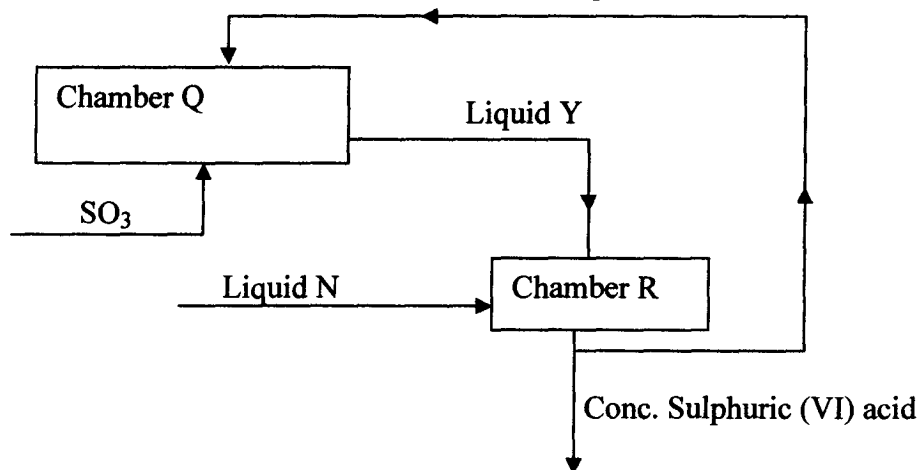 Chamber Q
Liquid Y
SO₃
Liquid N
Chamber R
Conc. Sulphuric (VI) acid